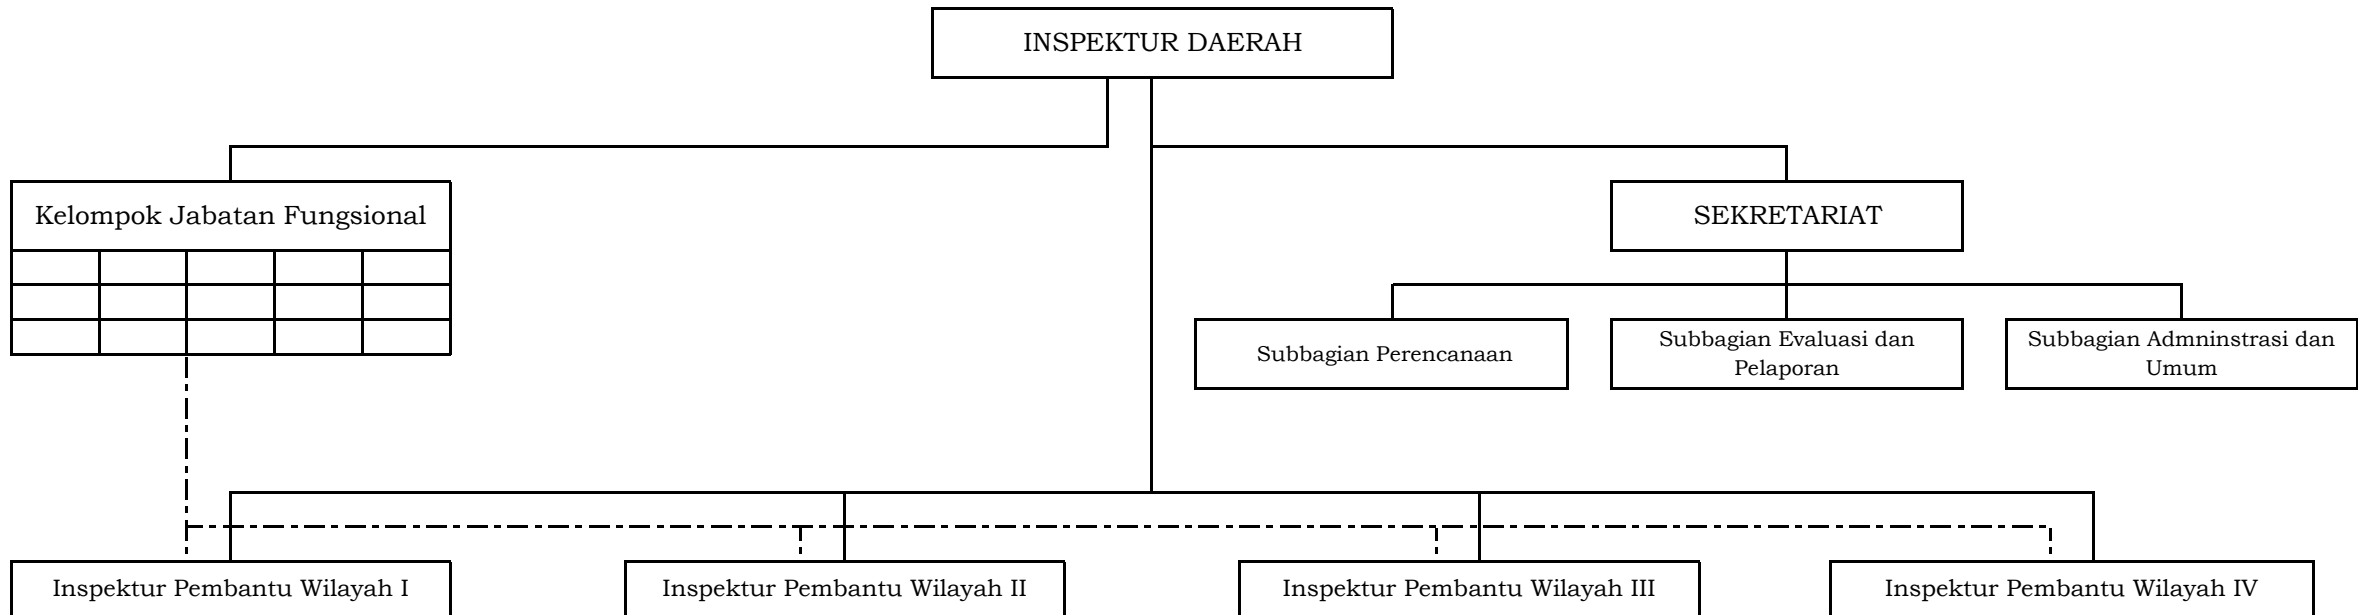 INSPEKTUR DAERAH
Kelompok Jabatan Fungsional
SEKRETARIAT
Subbagian Perencanaan
Subbagian Evaluasi dan
Pelaporan
Subbagian Admninstrasi dan
Umum
Inspektur Pembantu Wilayah I
Inspektur Pembantu Wilayah II
Inspektur Pembantu Wilayah III
Inspektur Pembantu Wilayah IV